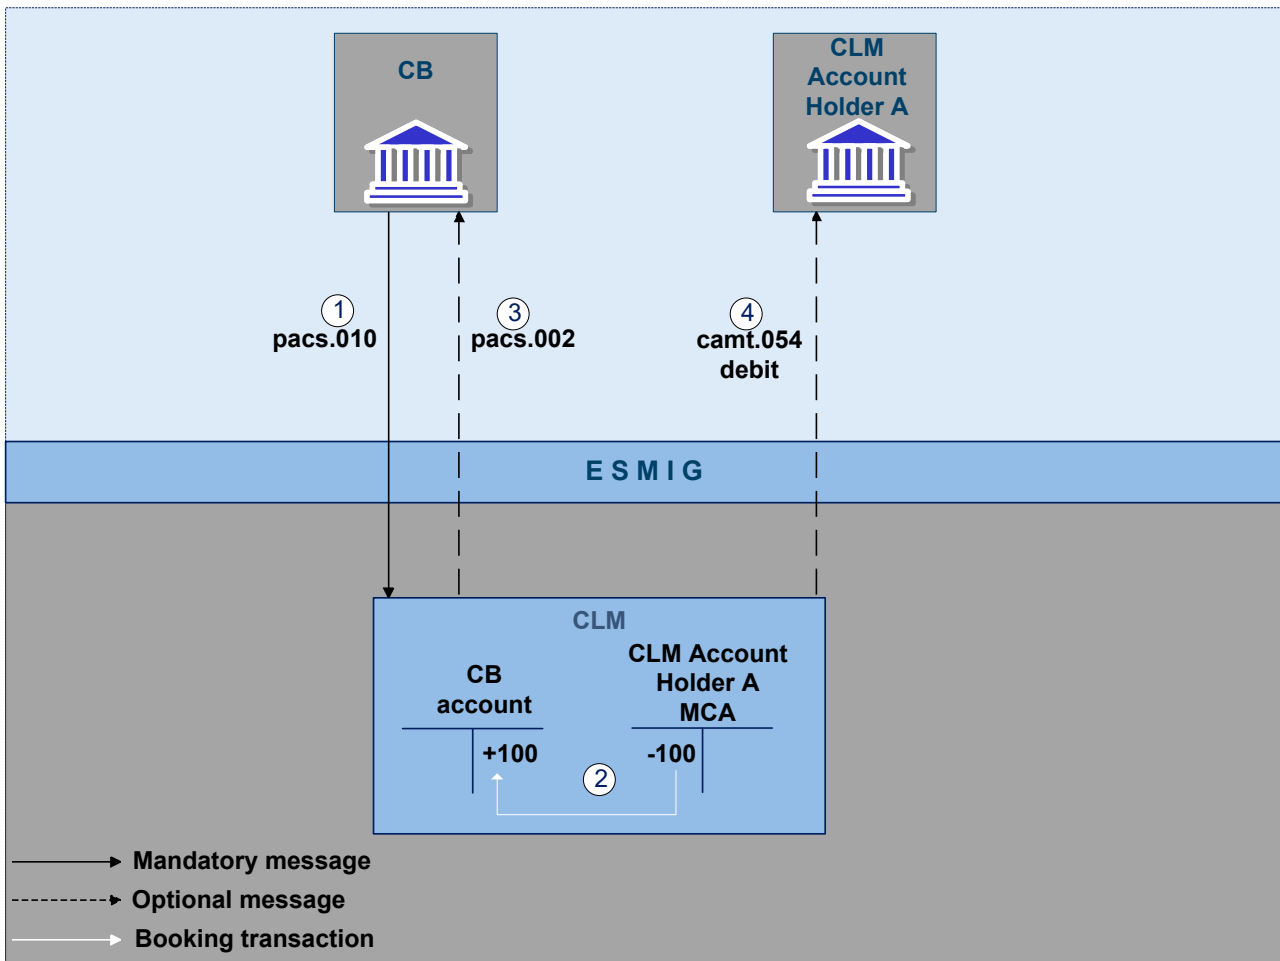 CB
CLM
Account
Holder A
1
pacs.010
3
pacs.002
4
camt.054
debit
E S M I G
CLM
CB
account
CLM Account
Holder A
MCA
+100
-100
2
Mandatory message
Optional message
Booking transaction